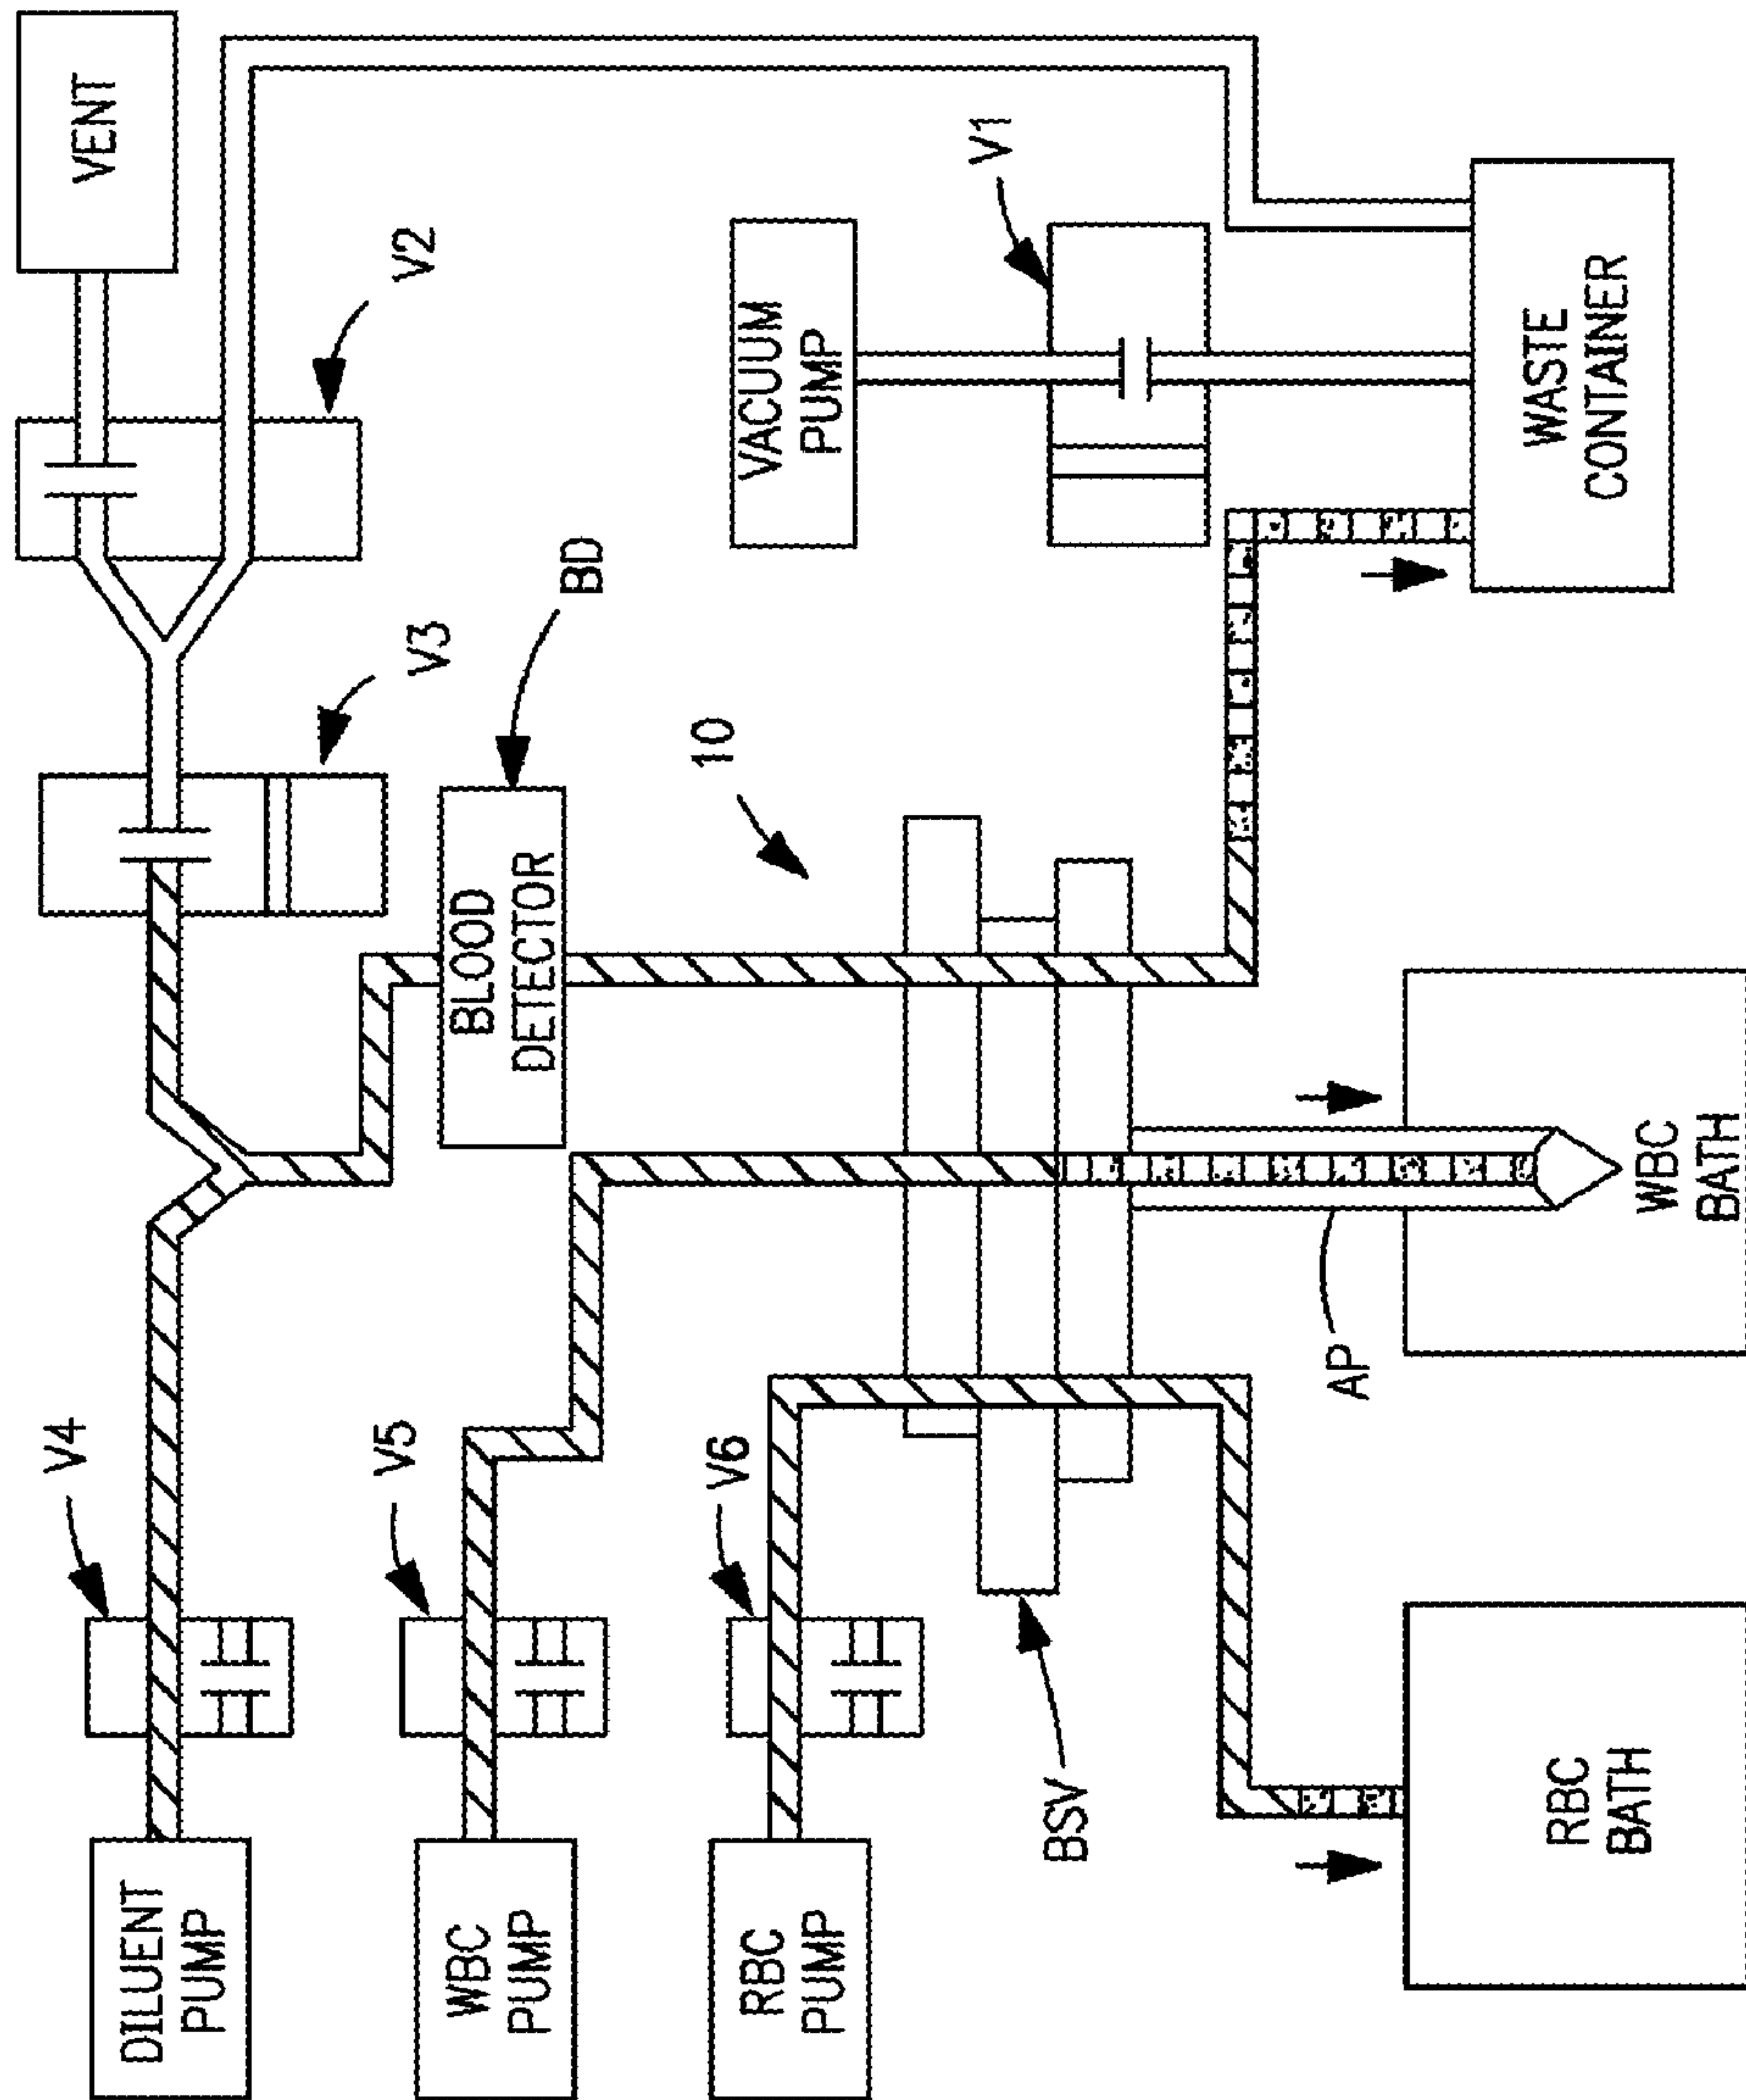 DILUENT
PUMP
V4
VENT
V2
V3
WBC
PUMP
V5
BLOOD
DETECTOR
BD
RBC
PUMP
V6
10
VACUUM
PUMP
V1
BSV
AP
RBC
BATH
WBC
BATH
WASTE
CONTAINER